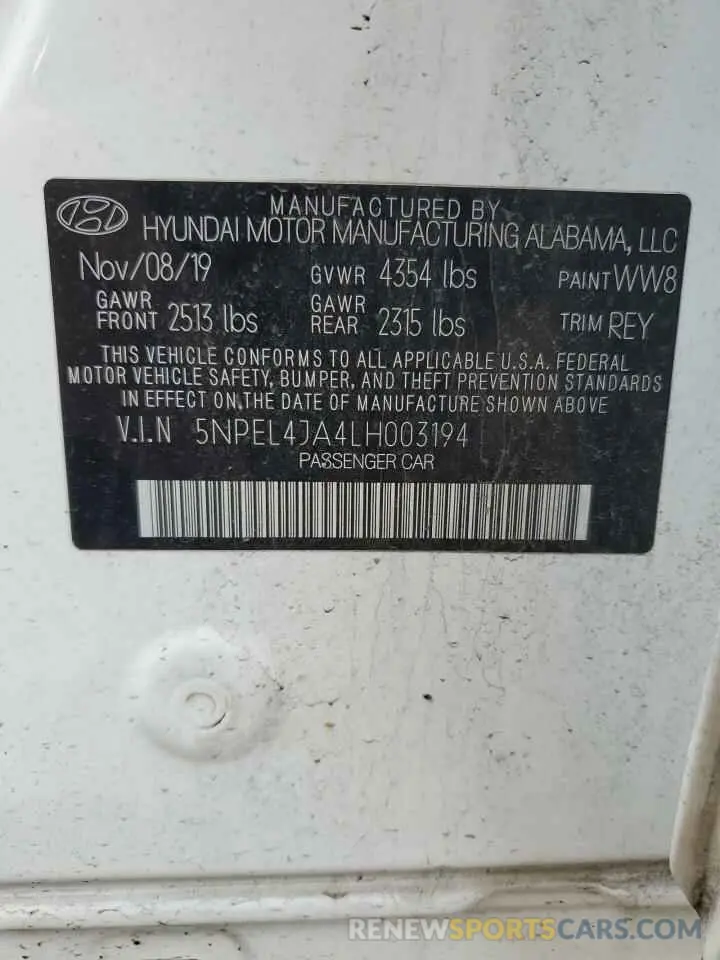 MANUFACTURED BY
HYUNDAI MOTOR MANUFACTURING ALABAMA, LLC
Nov/08/19 GVWR 4354 lbs PAINT WW8
GAWR FRONT 2513 lbs GAWR REAR 2315 lbs TRIM REY
THIS VEHICLE CONFORMS TO ALL APPLICABLE U.S.A. FEDERAL
MOTOR VEHICLE SAFETY, BUMPER, AND THEFT PREVENTION STANDARDS
IN EFFECT ON THE DATE OF MANUFACTURE SHOWN ABOVE
V.I.N 5NPEL4JA4LH003194
PASSENGER CAR
RENEWSPORTSCARS.COM